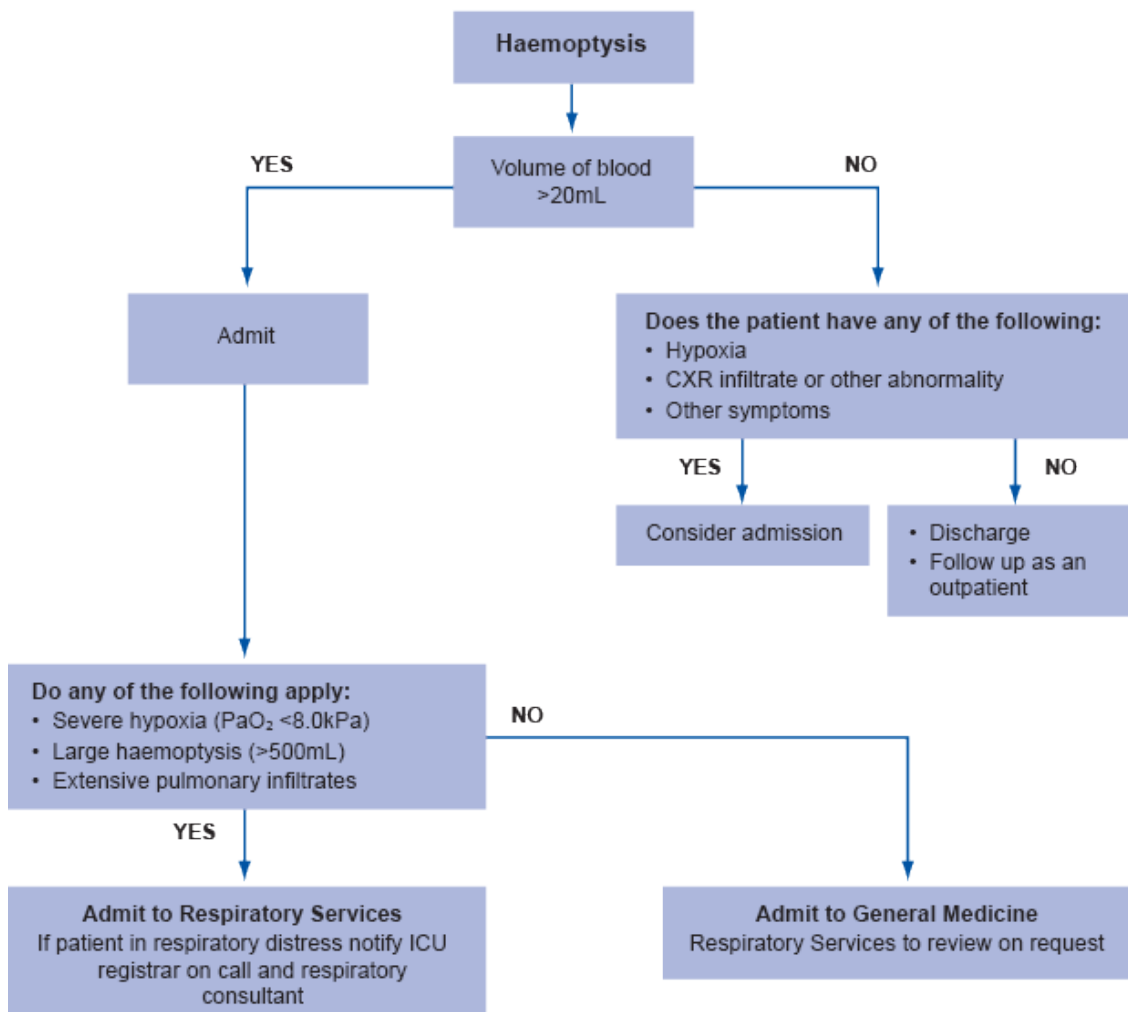 Haemoptysis
Volume of blood
>20mL
YES
NO
Admit
Does the patient have any of the following:
• Hypoxia
• CXR infiltrate or other abnormality
• Other symptoms
YES
NO
Consider admission
• Discharge
• Follow up as an
outpatient
Do any of the following apply:
• Severe hypoxia (PaO₂ <8.0kPa)
• Large haemoptysis (>500mL)
• Extensive pulmonary infiltrates
NO
YES
Admit to Respiratory Services
If patient in respiratory distress notify ICU
registrar on call and respiratory
consultant
Admit to General Medicine
Respiratory Services to review on request